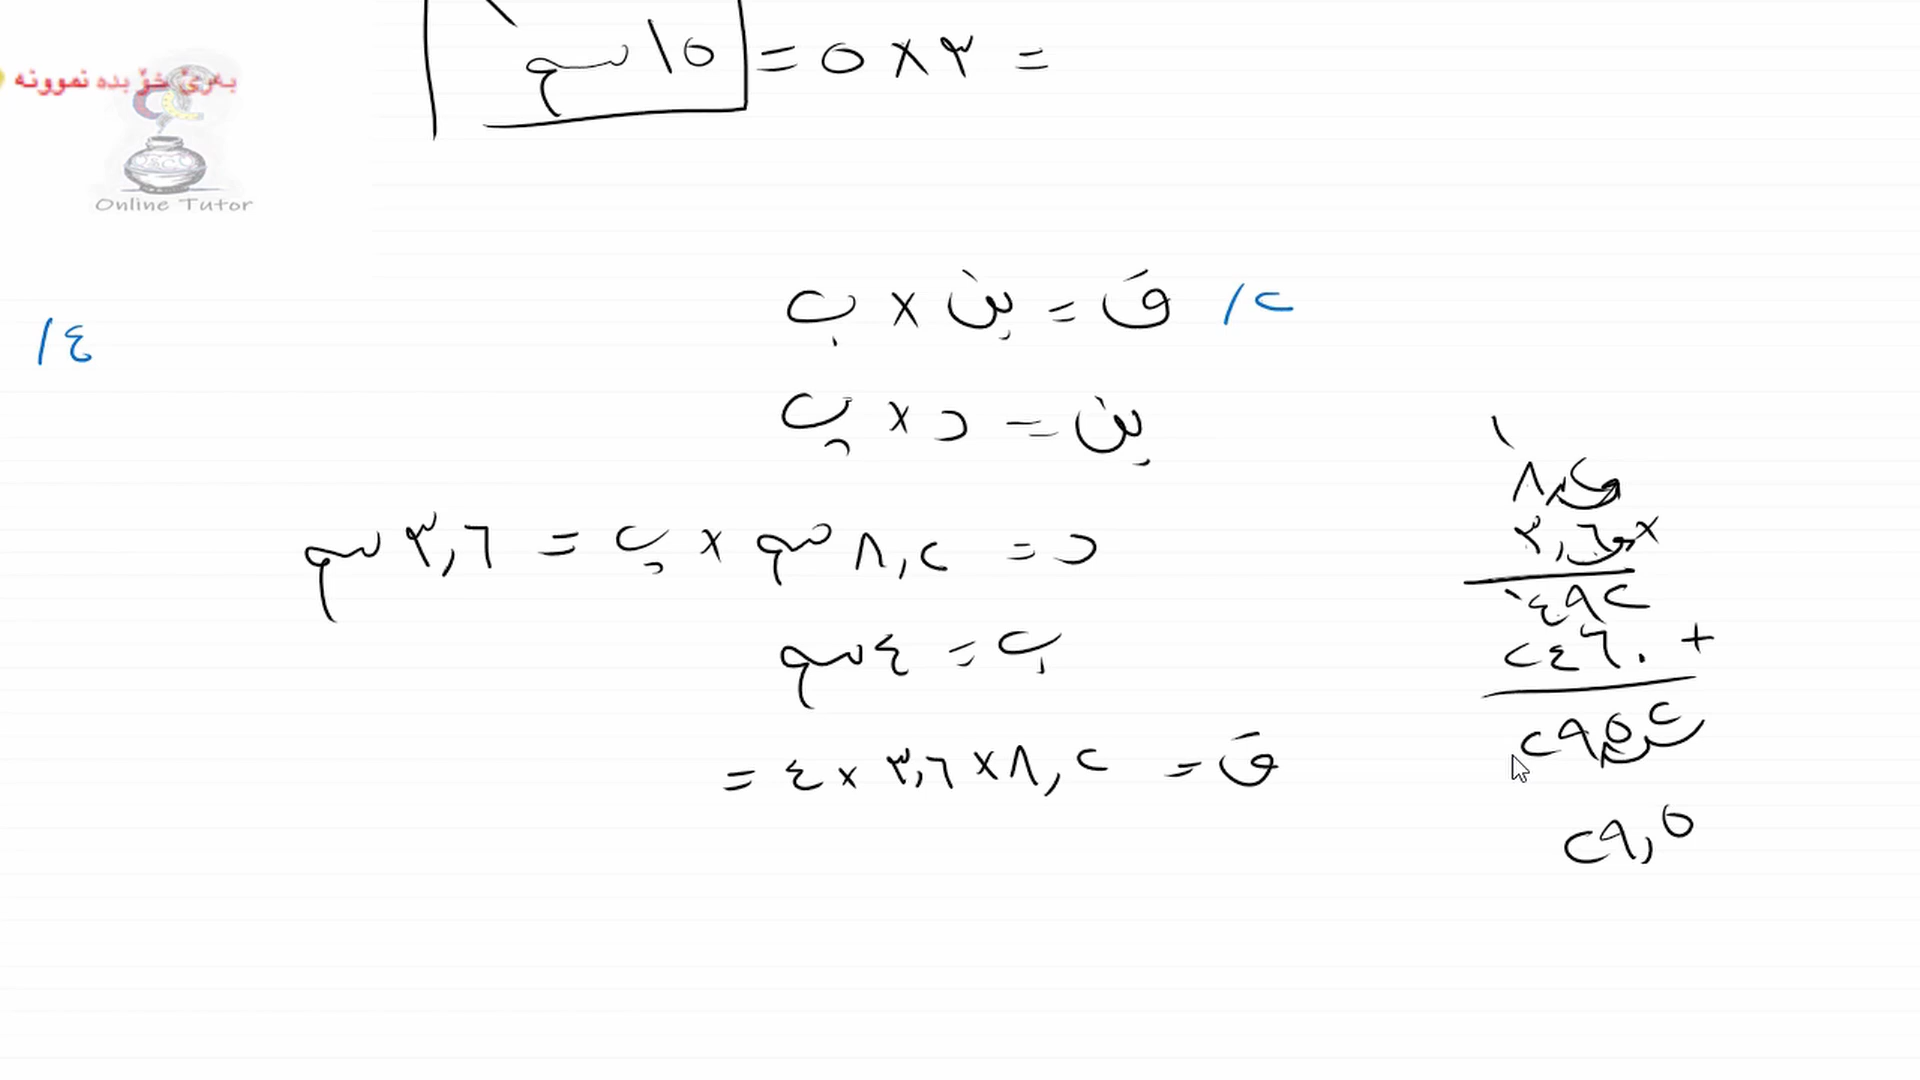 = ٣ × ٥ = ١٥ سم
بەرێ خۆ بدە نموونە
Online Tutor
٢/ ق = بن × ب
٤/
بن = د × پ
د = ٨,٢ سم × پ = ٣,٦ سم
ب = ٤ سم
ق = ٨,٢ × ٣,٦ × ٤ =
١
٨,٢
٣,٦ ×
٤٩٢
٢٤٦٠ +
٢٩٥٢
٢٩,٥